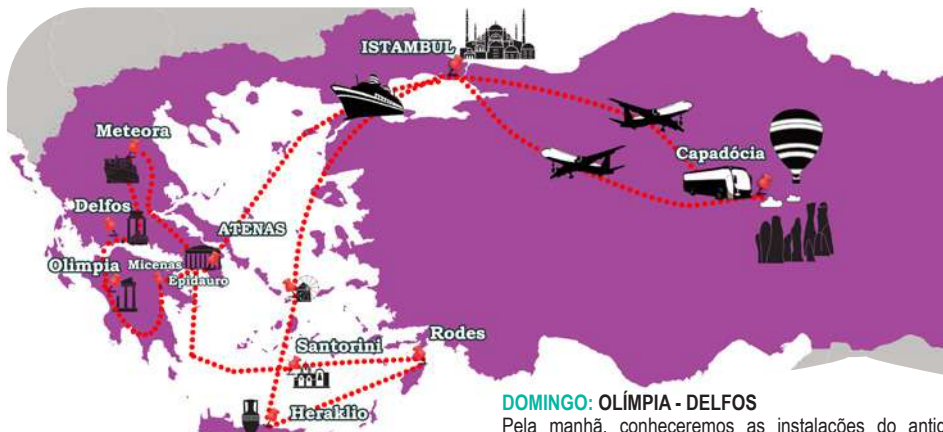 ISTAMBUL
Meteora
Capadócia
Delfos
ATENAS
Olimpia
Micenas
Epidauro
Santorini
Rodes
Heraklio
DOMINGO: OLÍMPIA - DELFOS
Pela manhã, conheceremos as instalações do antig